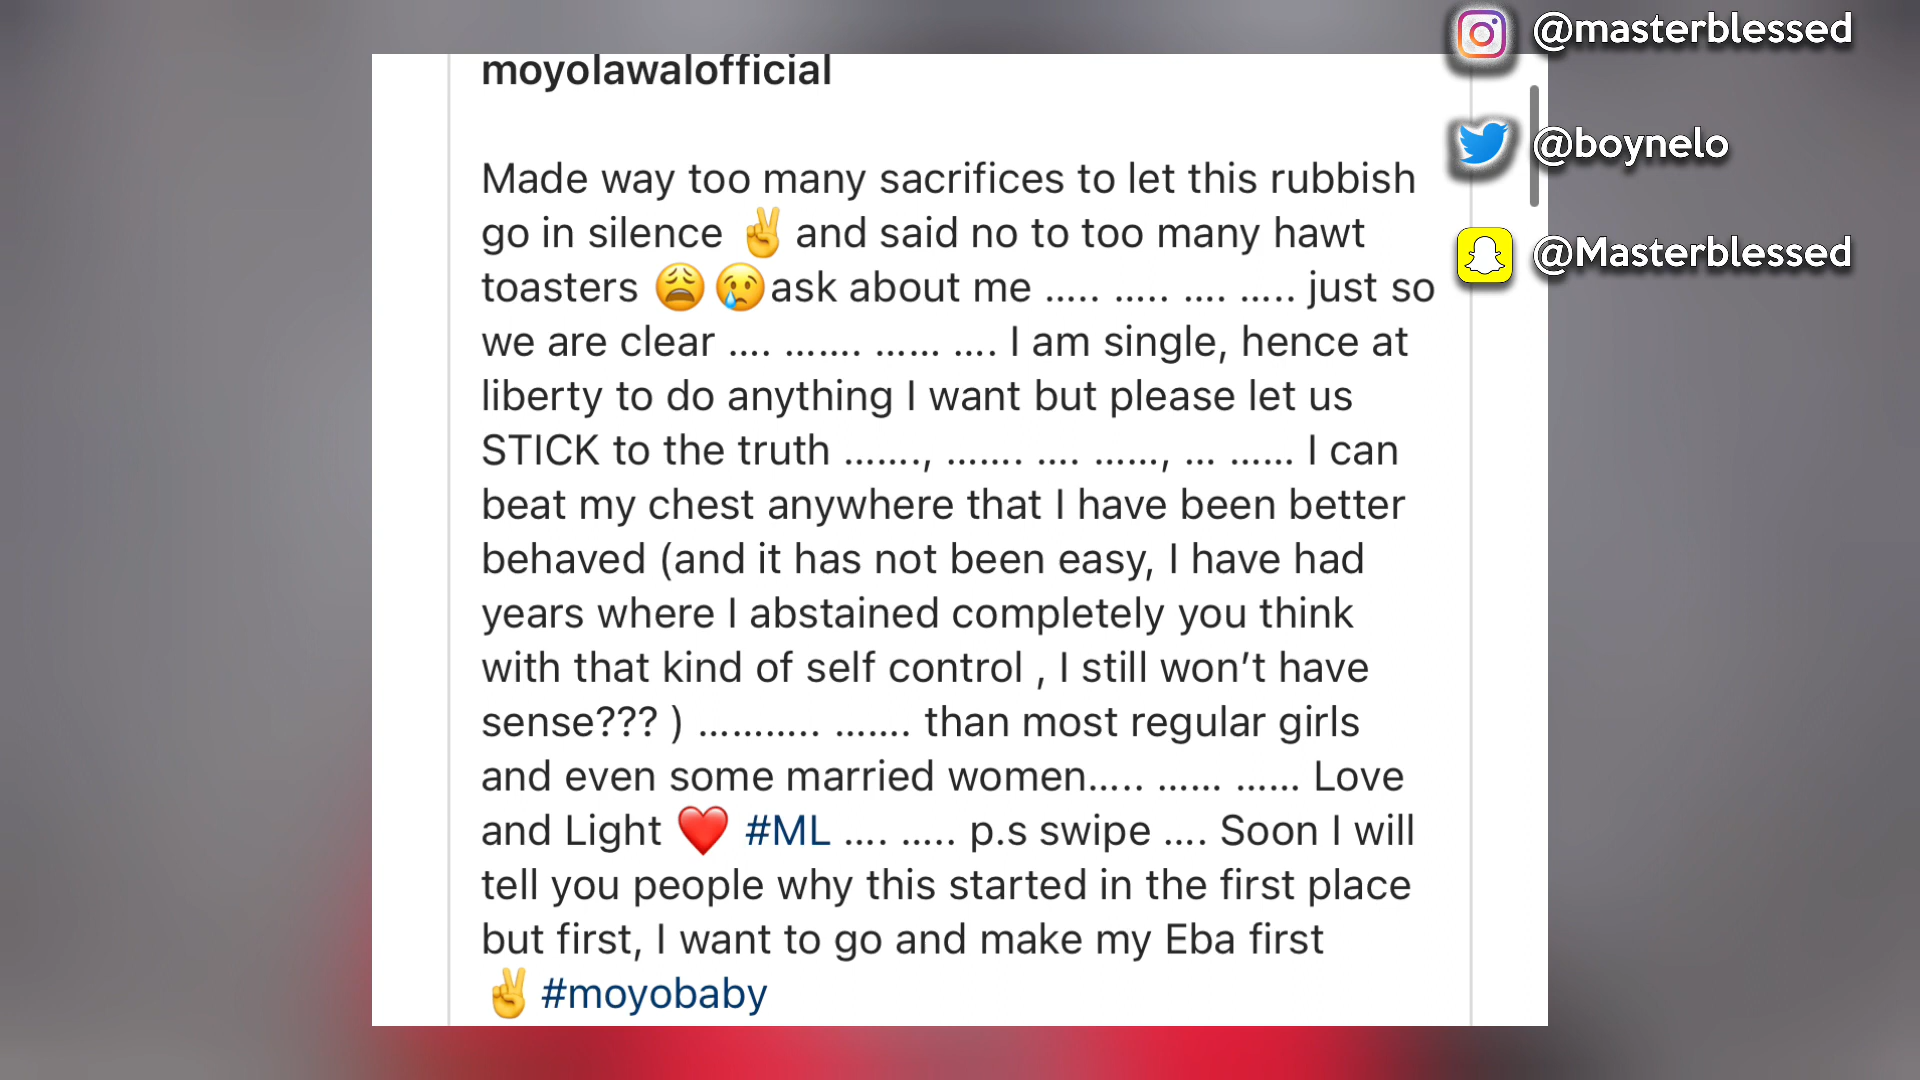 moyolawalofficial
Made way too many sacrifices to let this rubbish
go in silence ✌️ and said no to too many hawt
toasters 😩 😢 ask about me ..... ..... .... ..... just so
we are clear .... ....... ...... .... I am single, hence at
liberty to do anything I want but please let us
STICK to the truth ......., ....... .... ......, ... ...... I can
beat my chest anywhere that I have been better
behaved (and it has not been easy, I have had
years where I abstained completely you think
with that kind of self control , I still won’t have
sense??? ) ........... ....... than most regular girls
and even some married women..... ...... ...... Love
and Light ❤️ #ML .... ..... p.s swipe .... Soon I will
tell you people why this started in the first place
but first, I want to go and make my Eba first
✌️ #moyobaby
@masterblessed
@boynelo
@Masterblessed